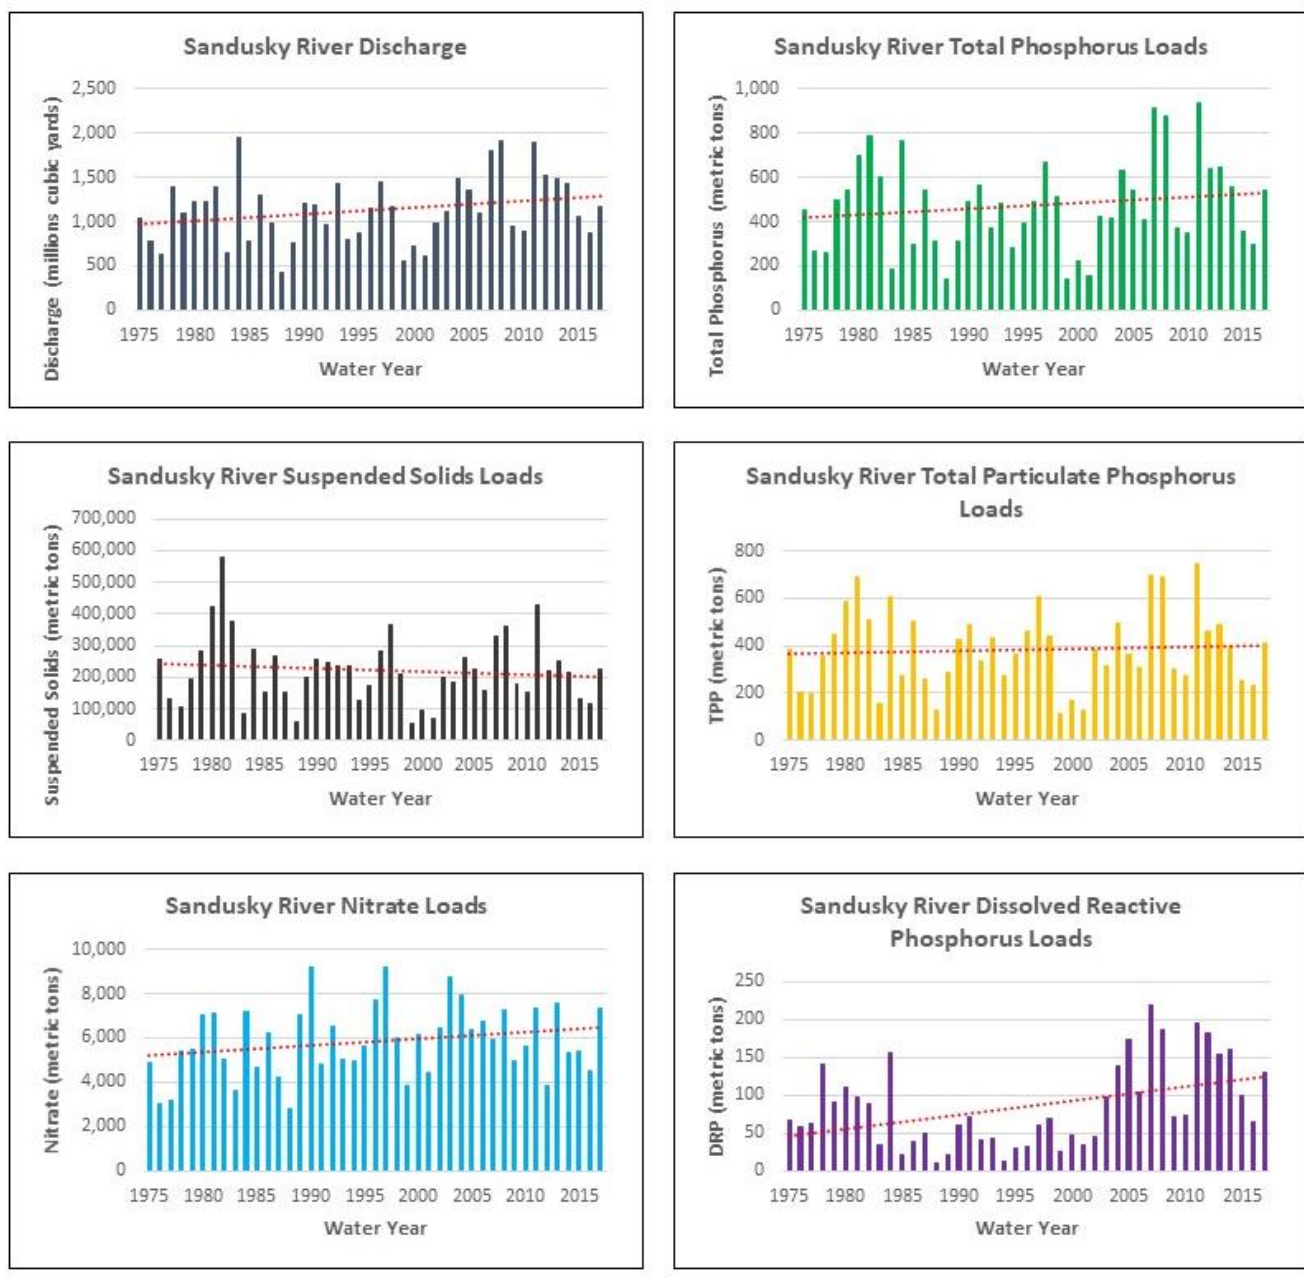 Sandusky River Discharge
Discharge (millions cubic yards)
2,500
2,000
1,500
1,000
500
0
1975 1980 1985 1990 1995 2000 2005 2010 2015
Water Year
Sandusky River Total Phosphorus Loads
Total Phosphorus (metric tons)
1,000
800
600
400
200
0
1975 1980 1985 1990 1995 2000 2005 2010 2015
Water Year
Sandusky River Suspended Solids Loads
Suspended Solids (metric tons)
700,000
600,000
500,000
400,000
300,000
200,000
100,000
0
1975 1980 1985 1990 1995 2000 2005 2010 2015
Water Year
Sandusky River Total Particulate Phosphorus
Loads
TPP (metric tons)
800
600
400
200
0
1975 1980 1985 1990 1995 2000 2005 2010 2015
Water Year
Sandusky River Nitrate Loads
Nitrate (metric tons)
10,000
8,000
6,000
4,000
2,000
0
1975 1980 1985 1990 1995 2000 2005 2010 2015
Water Year
Sandusky River Dissolved Reactive
Phosphorus Loads
DRP (metric tons)
250
200
150
100
50
0
1975 1980 1985 1990 1995 2000 2005 2010 2015
Water Year